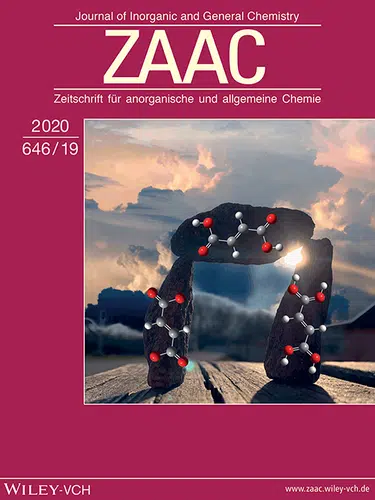 Journal of Inorganic and General Chemistry
ZAAC
Zeitschrift für anorganische und allgemeine Chemie
2020
646/19
WILEY-VCH
www.zaac.wiley-vch.de